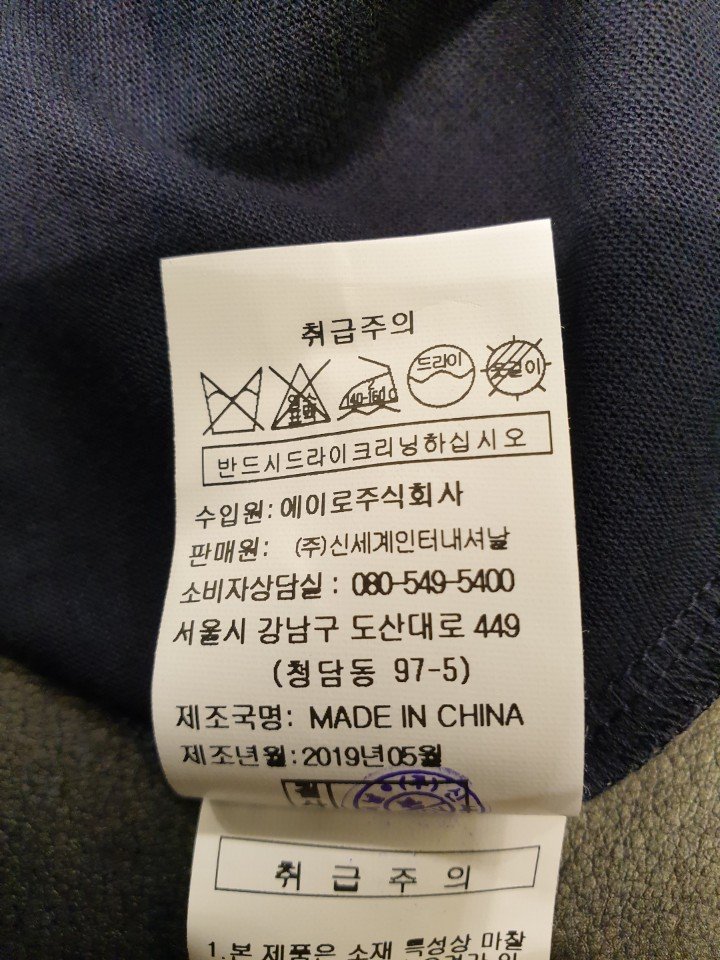 취급주의
염소
표백
140-160℃
드라이
옷걸이
반드시드라이크리닝하십시오
수입원: 에이로주식회사
판매원: (주)신세계인터내셔날
소비자상담실 : 080-549-5400
서울시 강남구 도산대로 449
(청담동 97-5)
제조국명: MADE IN CHINA
제조년월:2019년05월
취급주의
1.본 제품은 소재 특성상 마찰